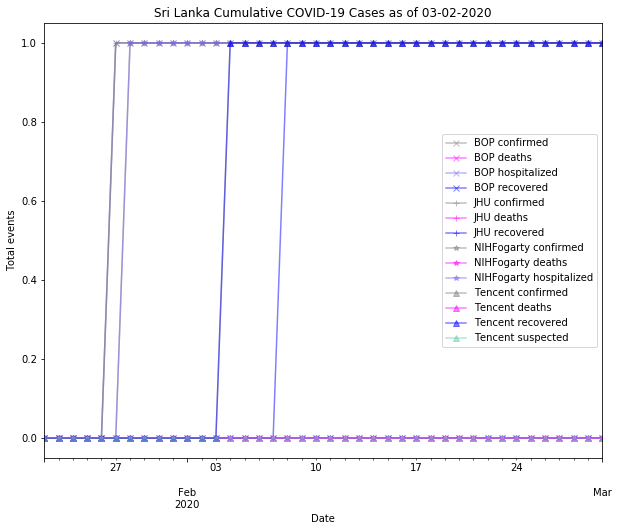 Sri Lanka Cumulative COVID-19 Cases as of 03-02-2020
1.0
0.8
0.6
0.4
0.2
0.0
Total events
BOP confirmed
BOP deaths
BOP hospitalized
BOP recovered
JHU confirmed
JHU deaths
JHU recovered
NIHFogarty confirmed
NIHFogarty deaths
NIHFogarty hospitalized
Tencent confirmed
Tencent deaths
Tencent recovered
Tencent suspected
27 03 10 17 24
Feb Mar
2020
Date